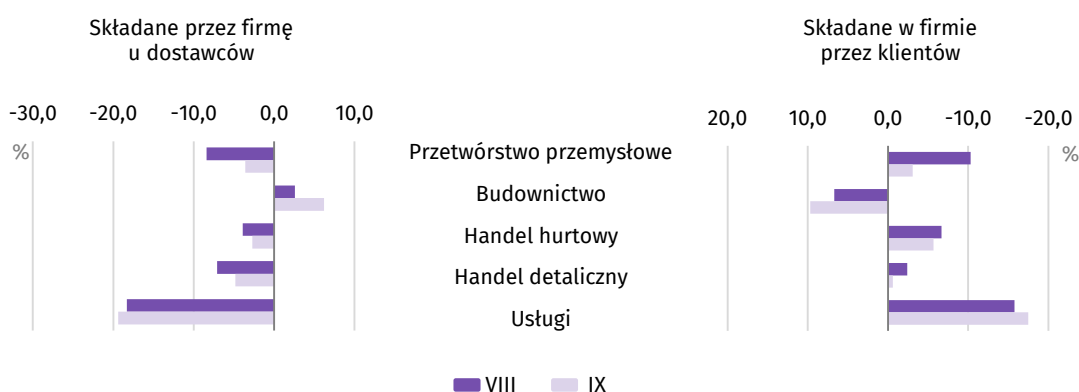 Składane przez firmę
u dostawców
Składane w firmie
przez klientów
-30,0 -20,0 -10,0 0,0 10,0
20,0 10,0 0,0 -10,0 -20,0
% Przetwórstwo przemysłowe %
Budownictwo
Handel hurtowy
Handel detaliczny
Usługi
VIII IX